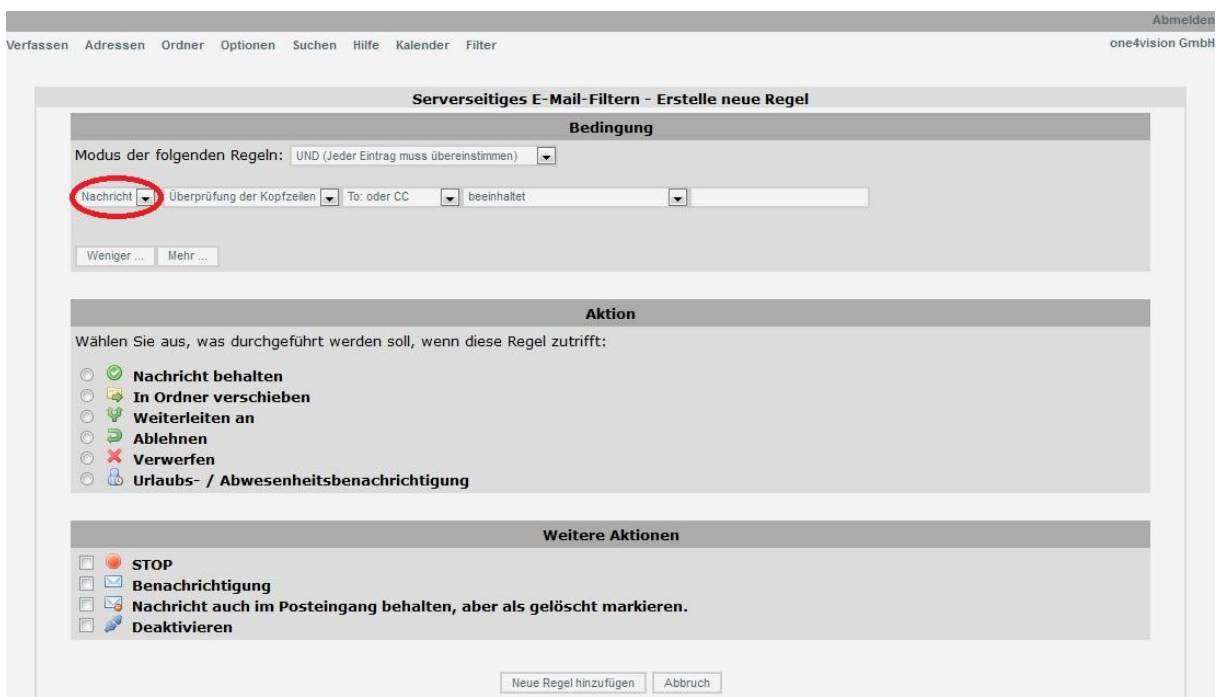 Abmelden
Verfassen Adressen Ordner Optionen Suchen Hilfe Kalender Filter one4vision GmbH
Serverseitiges E-Mail-Filtern - Erstelle neue Regel
Bedingung
Modus der folgenden Regeln: UND (Jeder Eintrag muss übereinstimmen)
Nachricht Überprüfung der Kopfzeilen To: oder CC beeinhaltet
Weniger ... Mehr ...
Aktion
Wählen Sie aus, was durchgeführt werden soll, wenn diese Regel zutrifft:
Nachricht behalten
In Ordner verschieben
Weiterleiten an
Ablehnen
Verwerfen
Urlaubs- / Abwesenheitsbenachrichtigung
Weitere Aktionen
STOP
Benachrichtigung
Nachricht auch im Posteingang behalten, aber als gelöscht markieren.
Deaktivieren
Neue Regel hinzufügen Abbruch